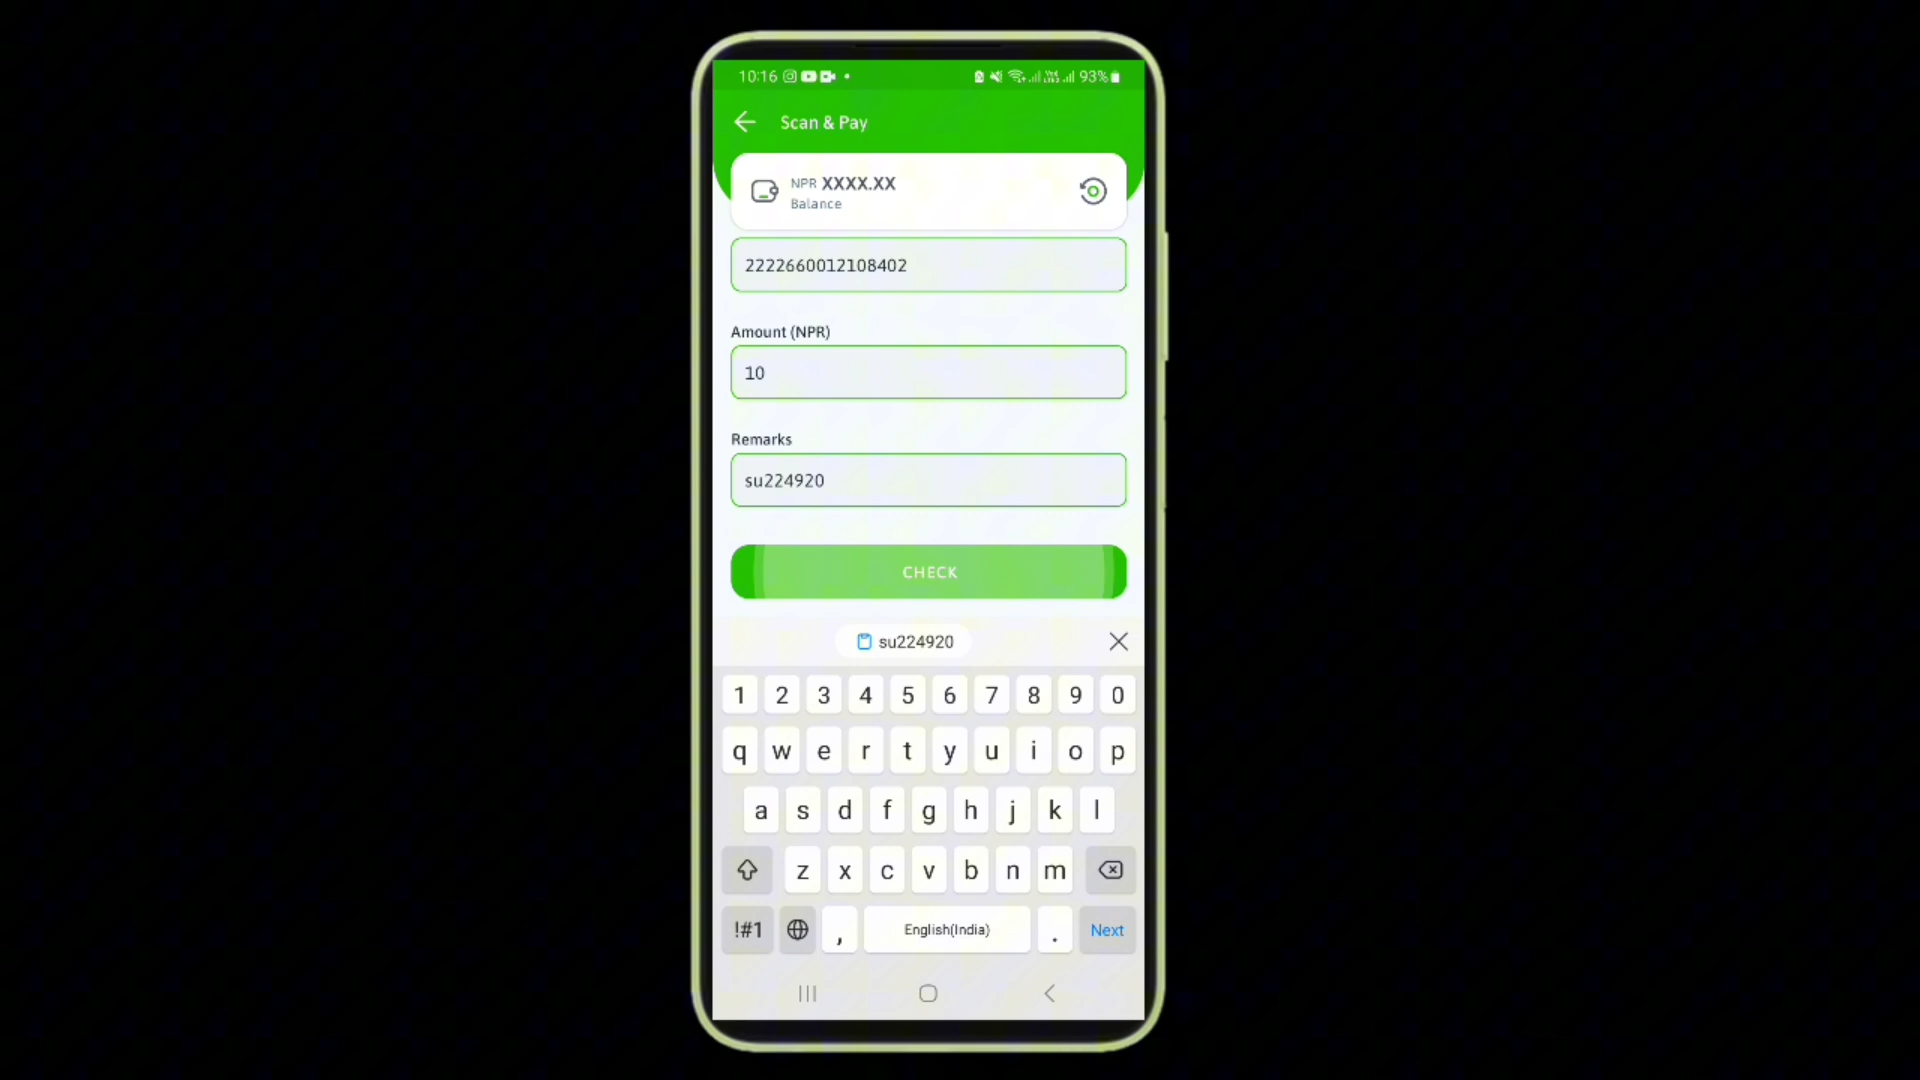 10:16 93%
Scan & Pay
NPR XXXX.XX
Balance
2222660012108402
Amount (NPR)
10
Remarks
su224920
CHECK
su224920
1 2 3 4 5 6 7 8 9 0
q w e r t y u i o p
a s d f g h j k l
z x c v b n m
!#1 , English(India) . Next